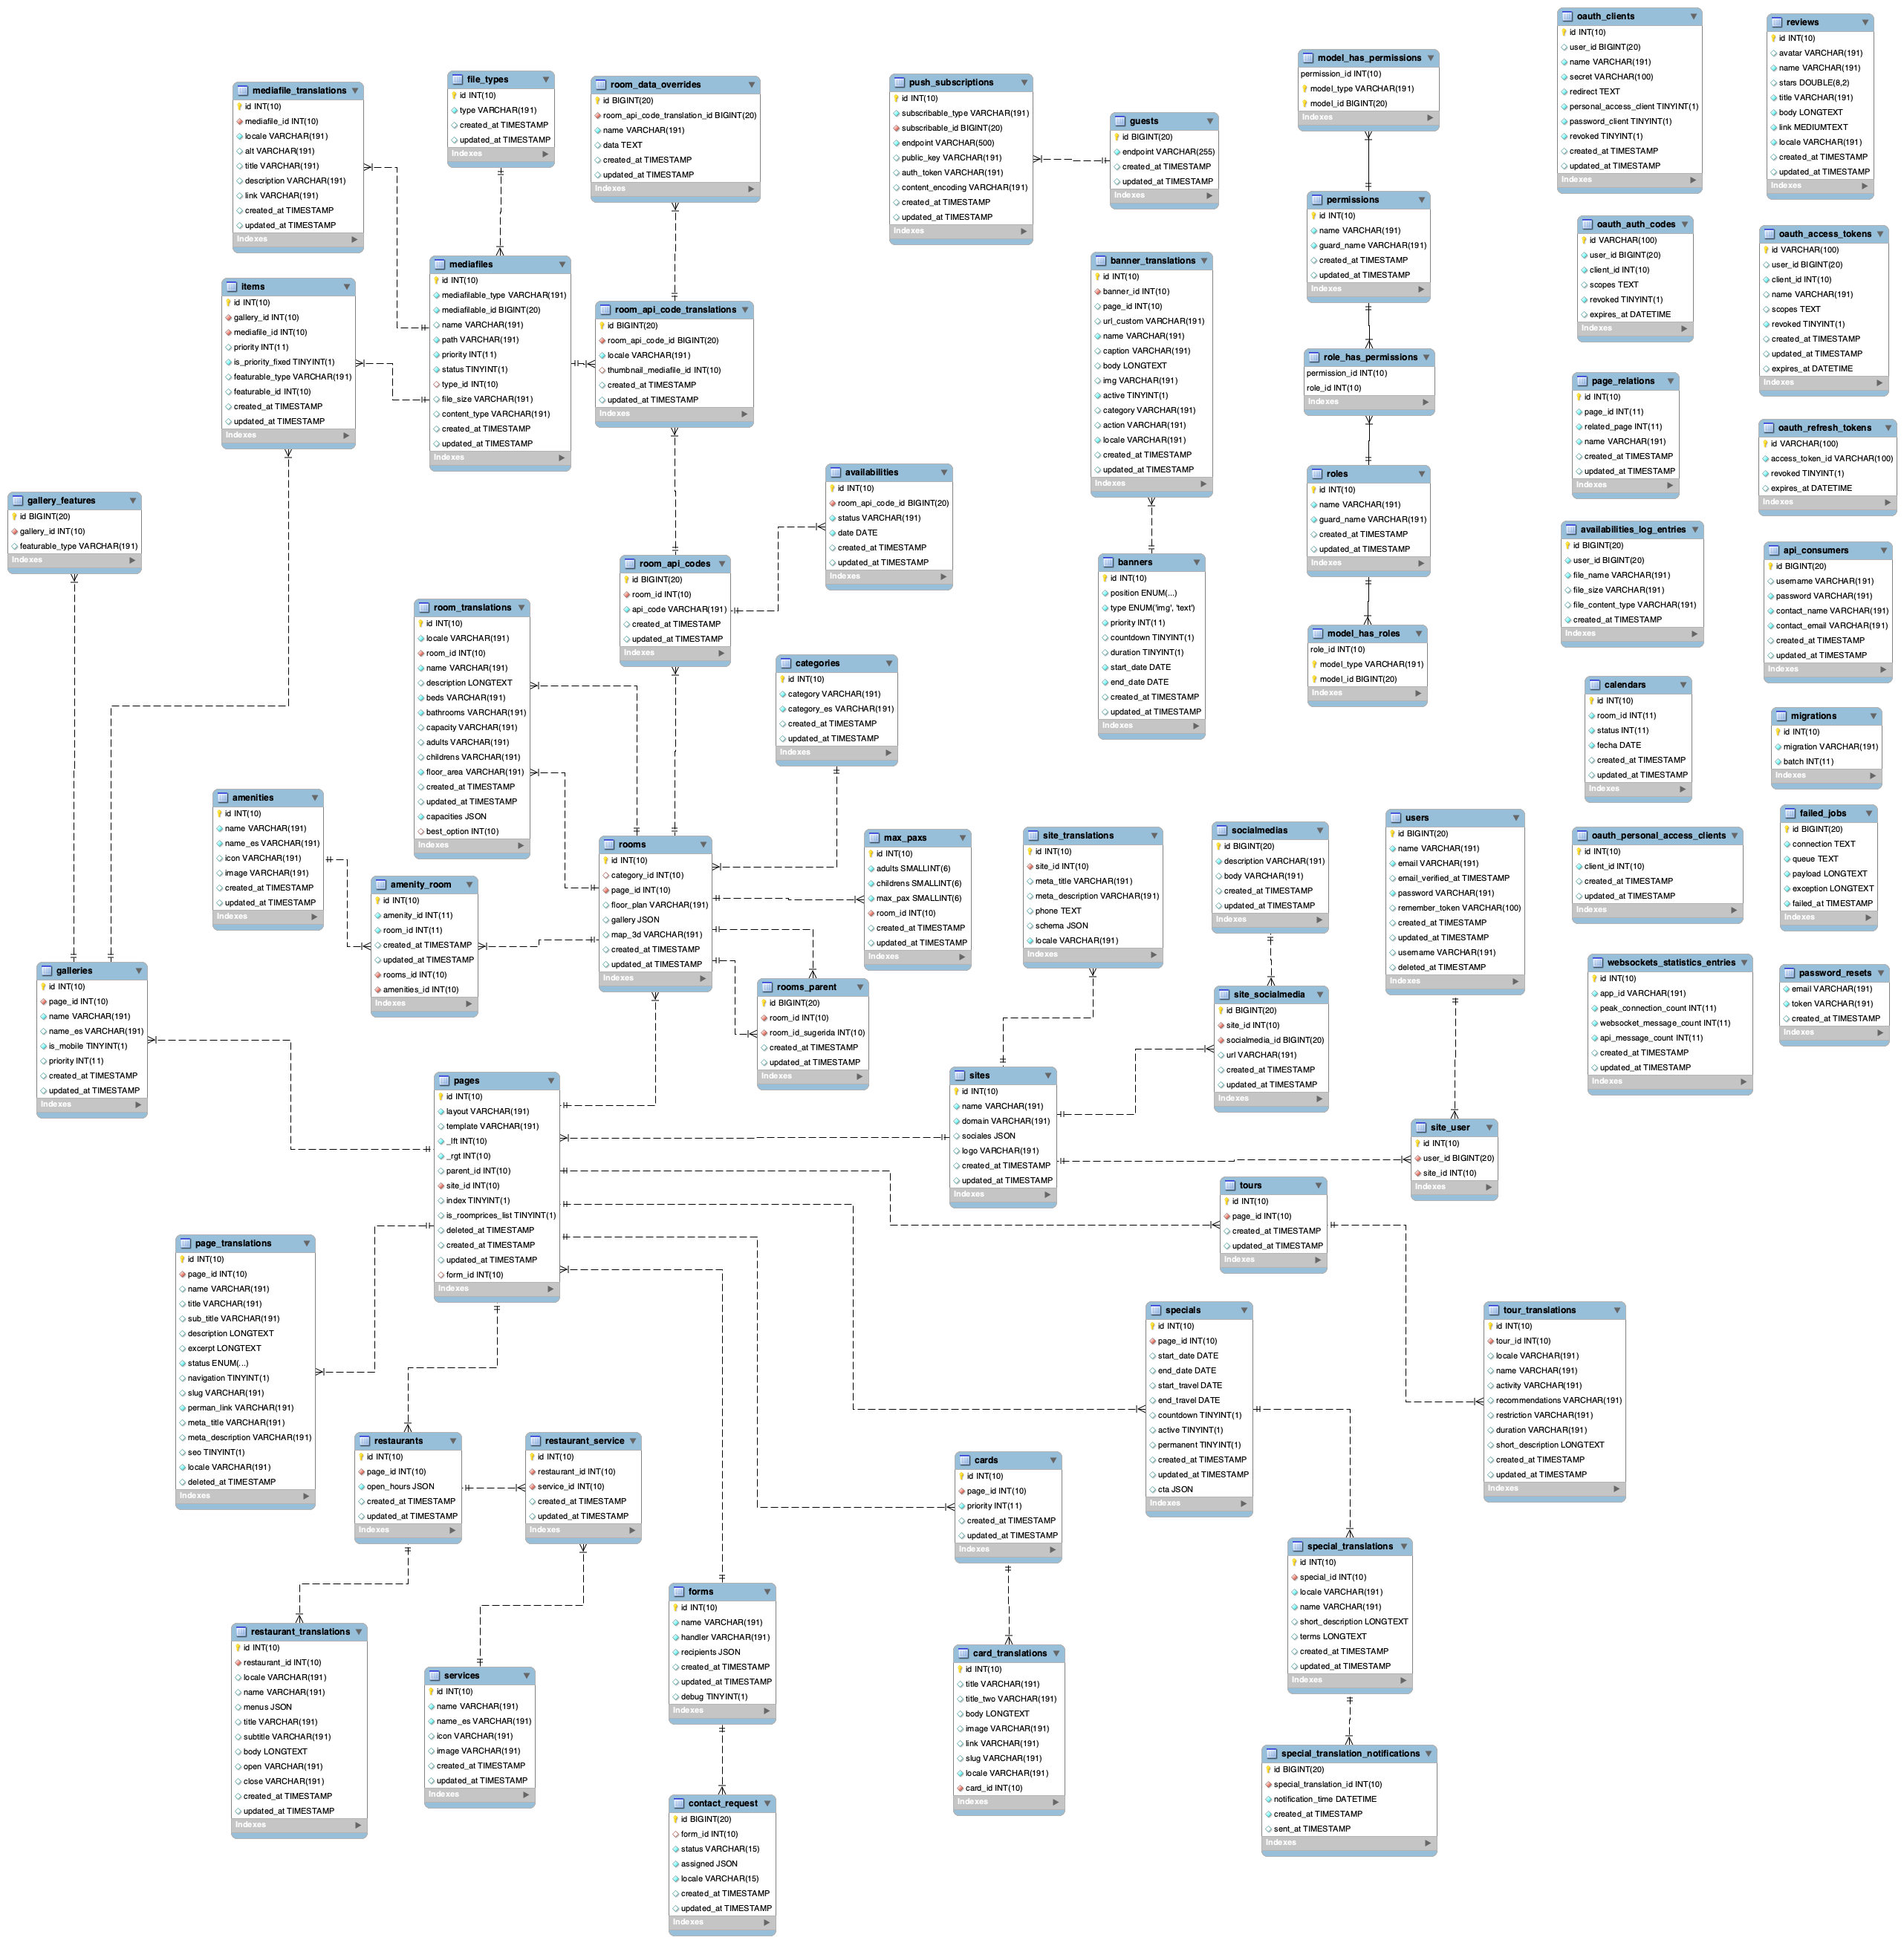 mediafile_translations
id INT(10)
mediafile_id INT(10)
locale VARCHAR(191)
alt VARCHAR(191)
title VARCHAR(191)
description VARCHAR(191)
link VARCHAR(191)
created_at TIMESTAMP
updated_at TIMESTAMP
Indexes
file_types
id INT(10)
type VARCHAR(191)
created_at TIMESTAMP
updated_at TIMESTAMP
Indexes
room_data_overrides
id BIGINT(20)
room_api_code_translation_id BIGINT(20)
name VARCHAR(191)
data TEXT
created_at TIMESTAMP
updated_at TIMESTAMP
Indexes
push_subscriptions
id INT(10)
subscribable_type VARCHAR(191)
subscribable_id BIGINT(20)
endpoint VARCHAR(500)
public_key VARCHAR(191)
auth_token VARCHAR(191)
content_encoding VARCHAR(191)
created_at TIMESTAMP
updated_at TIMESTAMP
Indexes
guests
id BIGINT(20)
endpoint VARCHAR(255)
created_at TIMESTAMP
updated_at TIMESTAMP
Indexes
model_has_permissions
permission_id INT(10)
model_type VARCHAR(191)
model_id BIGINT(20)
Indexes
oauth_clients
id INT(10)
user_id BIGINT(20)
name VARCHAR(191)
secret VARCHAR(100)
redirect TEXT
personal_access_client TINYINT(1)
password_client TINYINT(1)
revoked TINYINT(1)
created_at TIMESTAMP
updated_at TIMESTAMP
Indexes
reviews
id INT(10)
avatar VARCHAR(191)
name VARCHAR(191)
stars DOUBLE(8,2)
title VARCHAR(191)
body LONGTEXT
link MEDIUMTEXT
locale VARCHAR(191)
created_at TIMESTAMP
updated_at TIMESTAMP
Indexes
items
id INT(10)
gallery_id INT(10)
mediafile_id INT(10)
priority INT(11)
is_priority_fixed TINYINT(1)
featurable_type VARCHAR(191)
featurable_id INT(10)
created_at TIMESTAMP
updated_at TIMESTAMP
Indexes
mediafiles
id INT(10)
mediafilable_type VARCHAR(191)
mediafilable_id BIGINT(20)
name VARCHAR(191)
path VARCHAR(191)
priority INT(11)
status TINYINT(1)
type_id INT(10)
file_size VARCHAR(191)
content_type VARCHAR(191)
created_at TIMESTAMP
updated_at TIMESTAMP
Indexes
room_api_code_translations
id BIGINT(20)
room_api_code_id BIGINT(20)
locale VARCHAR(191)
thumbnail_mediafile_id INT(10)
created_at TIMESTAMP
updated_at TIMESTAMP
Indexes
banner_translations
id INT(10)
banner_id INT(10)
page_id INT(10)
url_custom VARCHAR(191)
name VARCHAR(191)
caption VARCHAR(191)
body LONGTEXT
img VARCHAR(191)
active TINYINT(1)
category VARCHAR(191)
action VARCHAR(191)
locale VARCHAR(191)
created_at TIMESTAMP
updated_at TIMESTAMP
Indexes
permissions
id INT(10)
name VARCHAR(191)
guard_name VARCHAR(191)
created_at TIMESTAMP
updated_at TIMESTAMP
Indexes
oauth_auth_codes
id VARCHAR(100)
user_id BIGINT(20)
client_id INT(10)
scopes TEXT
revoked TINYINT(1)
expires_at DATETIME
Indexes
oauth_access_tokens
id VARCHAR(100)
user_id BIGINT(20)
client_id INT(10)
name VARCHAR(191)
scopes TEXT
revoked TINYINT(1)
created_at TIMESTAMP
updated_at TIMESTAMP
expires_at DATETIME
Indexes
role_has_permissions
permission_id INT(10)
role_id INT(10)
Indexes
page_relations
id INT(10)
page_id INT(11)
related_page INT(11)
name VARCHAR(191)
created_at TIMESTAMP
updated_at TIMESTAMP
Indexes
oauth_refresh_tokens
id VARCHAR(100)
access_token_id VARCHAR(100)
revoked TINYINT(1)
expires_at DATETIME
Indexes
gallery_features
id BIGINT(20)
gallery_id INT(10)
featurable_type VARCHAR(191)
Indexes
availabilities
id INT(10)
room_api_code_id BIGINT(20)
status VARCHAR(191)
date DATE
created_at TIMESTAMP
updated_at TIMESTAMP
Indexes
roles
id INT(10)
name VARCHAR(191)
guard_name VARCHAR(191)
created_at TIMESTAMP
updated_at TIMESTAMP
Indexes
availabilities_log_entries
id BIGINT(20)
user_id BIGINT(20)
file_name VARCHAR(191)
file_size VARCHAR(191)
file_content_type VARCHAR(191)
created_at TIMESTAMP
Indexes
api_consumers
id BIGINT(20)
username VARCHAR(191)
password VARCHAR(191)
contact_name VARCHAR(191)
contact_email VARCHAR(191)
created_at TIMESTAMP
updated_at TIMESTAMP
Indexes
room_api_codes
id BIGINT(20)
room_id INT(10)
api_code VARCHAR(191)
created_at TIMESTAMP
updated_at TIMESTAMP
Indexes
banners
id INT(10)
position ENUM(...)
type ENUM('img', 'text')
priority INT(11)
countdown TINYINT(1)
duration TINYINT(1)
start_date DATE
end_date DATE
created_at TIMESTAMP
updated_at TIMESTAMP
Indexes
room_translations
id INT(10)
locale VARCHAR(191)
room_id INT(10)
name VARCHAR(191)
description LONGTEXT
beds VARCHAR(191)
bathrooms VARCHAR(191)
capacity VARCHAR(191)
adults VARCHAR(191)
childrens VARCHAR(191)
floor_area VARCHAR(191)
created_at TIMESTAMP
updated_at TIMESTAMP
capacities JSON
best_option INT(10)
Indexes
model_has_roles
role_id INT(10)
model_type VARCHAR(191)
model_id BIGINT(20)
Indexes
categories
id INT(10)
category VARCHAR(191)
category_es VARCHAR(191)
created_at TIMESTAMP
updated_at TIMESTAMP
Indexes
calendars
id INT(10)
room_id INT(11)
status INT(11)
fecha DATE
created_at TIMESTAMP
updated_at TIMESTAMP
Indexes
migrations
id INT(10)
migration VARCHAR(191)
batch INT(11)
Indexes
amenities
id INT(10)
name VARCHAR(191)
name_es VARCHAR(191)
icon VARCHAR(191)
image VARCHAR(191)
created_at TIMESTAMP
updated_at TIMESTAMP
Indexes
amenity_room
id INT(10)
amenity_id INT(11)
room_id INT(11)
created_at TIMESTAMP
updated_at TIMESTAMP
rooms_id INT(10)
amenities_id INT(10)
Indexes
rooms
id INT(10)
category_id INT(10)
page_id INT(10)
floor_plan VARCHAR(191)
gallery JSON
map_3d VARCHAR(191)
created_at TIMESTAMP
updated_at TIMESTAMP
Indexes
max_paxs
id INT(10)
adults SMALLINT(6)
childrens SMALLINT(6)
max_pax SMALLINT(6)
room_id INT(10)
created_at TIMESTAMP
updated_at TIMESTAMP
Indexes
site_translations
id INT(10)
site_id INT(10)
meta_title VARCHAR(191)
meta_description VARCHAR(191)
phone TEXT
schema JSON
locale VARCHAR(191)
Indexes
socialmedias
id BIGINT(20)
description VARCHAR(191)
body VARCHAR(191)
created_at TIMESTAMP
updated_at TIMESTAMP
Indexes
users
id BIGINT(20)
name VARCHAR(191)
email VARCHAR(191)
email_verified_at TIMESTAMP
password VARCHAR(191)
remember_token VARCHAR(100)
created_at TIMESTAMP
updated_at TIMESTAMP
username VARCHAR(191)
deleted_at TIMESTAMP
Indexes
oauth_personal_access_clients
id INT(10)
client_id INT(10)
created_at TIMESTAMP
updated_at TIMESTAMP
Indexes
failed_jobs
id BIGINT(20)
connection TEXT
queue TEXT
payload LONGTEXT
exception LONGTEXT
failed_at TIMESTAMP
Indexes
galleries
id INT(10)
page_id INT(10)
name VARCHAR(191)
name_es VARCHAR(191)
is_mobile TINYINT(1)
priority INT(11)
created_at TIMESTAMP
updated_at TIMESTAMP
Indexes
rooms_parent
id BIGINT(20)
room_id INT(10)
room_id_sugerida INT(10)
created_at TIMESTAMP
updated_at TIMESTAMP
Indexes
site_socialmedia
id BIGINT(20)
site_id INT(10)
socialmedia_id BIGINT(20)
url VARCHAR(191)
created_at TIMESTAMP
updated_at TIMESTAMP
Indexes
websockets_statistics_entries
id INT(10)
app_id VARCHAR(191)
peak_connection_count INT(11)
websocket_message_count INT(11)
api_message_count INT(11)
created_at TIMESTAMP
updated_at TIMESTAMP
Indexes
password_resets
email VARCHAR(191)
token VARCHAR(191)
created_at TIMESTAMP
Indexes
pages
id INT(10)
layout VARCHAR(191)
template VARCHAR(191)
_lft INT(10)
_rgt INT(10)
parent_id INT(10)
site_id INT(10)
index TINYINT(1)
is_roomprices_list TINYINT(1)
deleted_at TIMESTAMP
created_at TIMESTAMP
updated_at TIMESTAMP
form_id INT(10)
Indexes
sites
id INT(10)
name VARCHAR(191)
domain VARCHAR(191)
sociales JSON
logo VARCHAR(191)
created_at TIMESTAMP
updated_at TIMESTAMP
Indexes
site_user
id INT(10)
user_id BIGINT(20)
site_id INT(10)
Indexes
tours
id INT(10)
page_id INT(10)
created_at TIMESTAMP
updated_at TIMESTAMP
Indexes
page_translations
id INT(10)
page_id INT(10)
name VARCHAR(191)
title VARCHAR(191)
sub_title VARCHAR(191)
description LONGTEXT
excerpt LONGTEXT
status ENUM(...)
navigation TINYINT(1)
slug VARCHAR(191)
perman_link VARCHAR(191)
meta_title VARCHAR(191)
meta_description VARCHAR(191)
seo TINYINT(1)
locale VARCHAR(191)
deleted_at TIMESTAMP
Indexes
specials
id INT(10)
page_id INT(10)
start_date DATE
end_date DATE
start_travel DATE
end_travel DATE
countdown TINYINT(1)
active TINYINT(1)
permanent TINYINT(1)
created_at TIMESTAMP
updated_at TIMESTAMP
cta JSON
Indexes
tour_translations
id INT(10)
tour_id INT(10)
locale VARCHAR(191)
name VARCHAR(191)
activity VARCHAR(191)
recommendations VARCHAR(191)
restriction VARCHAR(191)
duration VARCHAR(191)
short_description LONGTEXT
created_at TIMESTAMP
updated_at TIMESTAMP
Indexes
restaurants
id INT(10)
page_id INT(10)
open_hours JSON
created_at TIMESTAMP
updated_at TIMESTAMP
Indexes
restaurant_service
id INT(10)
restaurant_id INT(10)
service_id INT(10)
created_at TIMESTAMP
updated_at TIMESTAMP
Indexes
cards
id INT(10)
page_id INT(10)
priority INT(11)
created_at TIMESTAMP
updated_at TIMESTAMP
Indexes
special_translations
id INT(10)
special_id INT(10)
locale VARCHAR(191)
name VARCHAR(191)
short_description LONGTEXT
terms LONGTEXT
created_at TIMESTAMP
updated_at TIMESTAMP
Indexes
forms
id INT(10)
name VARCHAR(191)
handler VARCHAR(191)
recipients JSON
created_at TIMESTAMP
updated_at TIMESTAMP
debug TINYINT(1)
Indexes
restaurant_translations
id INT(10)
restaurant_id INT(10)
locale VARCHAR(191)
name VARCHAR(191)
menus JSON
title VARCHAR(191)
subtitle VARCHAR(191)
body LONGTEXT
open VARCHAR(191)
close VARCHAR(191)
created_at TIMESTAMP
updated_at TIMESTAMP
Indexes
services
id INT(10)
name VARCHAR(191)
name_es VARCHAR(191)
icon VARCHAR(191)
image VARCHAR(191)
created_at TIMESTAMP
updated_at TIMESTAMP
Indexes
card_translations
id INT(10)
title VARCHAR(191)
title_two VARCHAR(191)
body LONGTEXT
image VARCHAR(191)
link VARCHAR(191)
slug VARCHAR(191)
locale VARCHAR(191)
card_id INT(10)
Indexes
special_translation_notifications
id BIGINT(20)
special_translation_id INT(10)
notification_time DATETIME
created_at TIMESTAMP
sent_at TIMESTAMP
Indexes
contact_request
id BIGINT(20)
form_id INT(10)
status VARCHAR(15)
assigned JSON
locale VARCHAR(15)
created_at TIMESTAMP
updated_at TIMESTAMP
Indexes